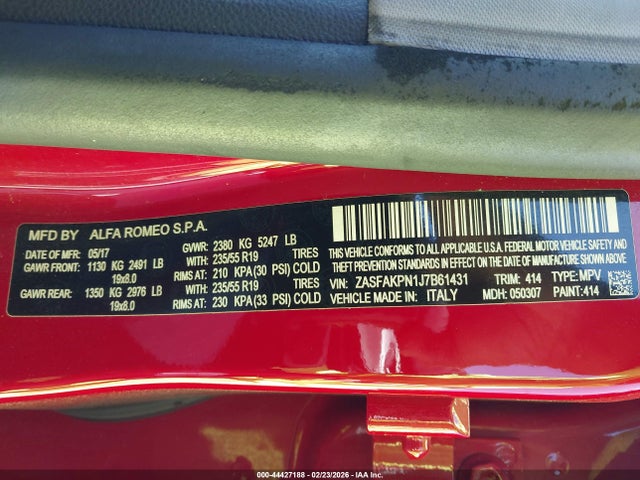 MFD BY ALFA ROMEO S.P.A.
DATE OF MFR: 05/17 GVWR: 2380 KG 5247 LB
GAWR FRONT: 1130 KG 2491 LB WITH: 235/55 R19 TIRES
19x8.0 RIMS AT: 210 KPA(30 PSI) COLD
GAWR REAR: 1350 KG 2976 LB WITH: 235/55 R19 TIRES
19x8.0 RIMS AT: 230 KPA(33 PSI) COLD
THIS VEHICLE CONFORMS TO ALL APPLICABLE U.S.A. FEDERAL MOTOR VEHICLE SAFETY AND
THEFT PREVENTION STANDARDS IN EFFECT ON THE DATE OF MANUFACTURE SHOWN ABOVE.
VIN: ZASFAKPN1J7B61431 TRIM: 414 TYPE: MPV
VEHICLE MADE IN: ITALY MDH: 050307 PAINT: 414
000-44427188 - 02/23/2026 - IAA Inc.